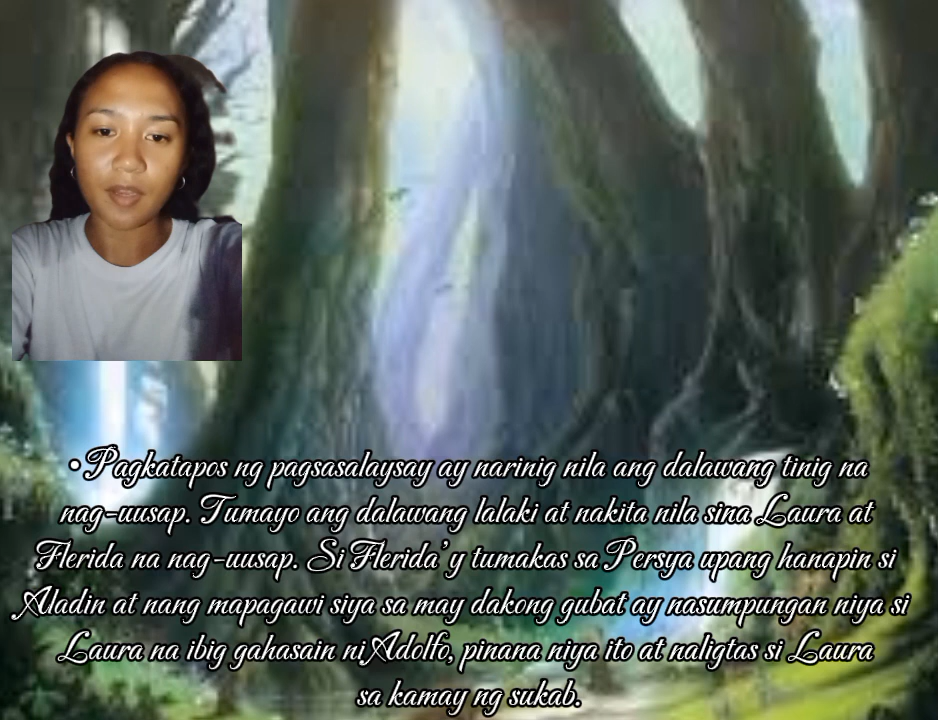 • Pagkatapos ng pagsasalaysay ay narinig nila ang dalawang tinig na
nag-uusap. Tumayo ang dalawang lalaki at nakita nila sina Laura at
Flerida na nag-uusap. Si Flerida'y tumakas sa Persya upang hanapin si
Aladin at nang mapagawi siya sa may dakong gubat ay nasumpungan niya si
Laura na ibig gahasain ni Adolfo, pinana niya ito at naligtas si Laura
sa kamay ng sukab.